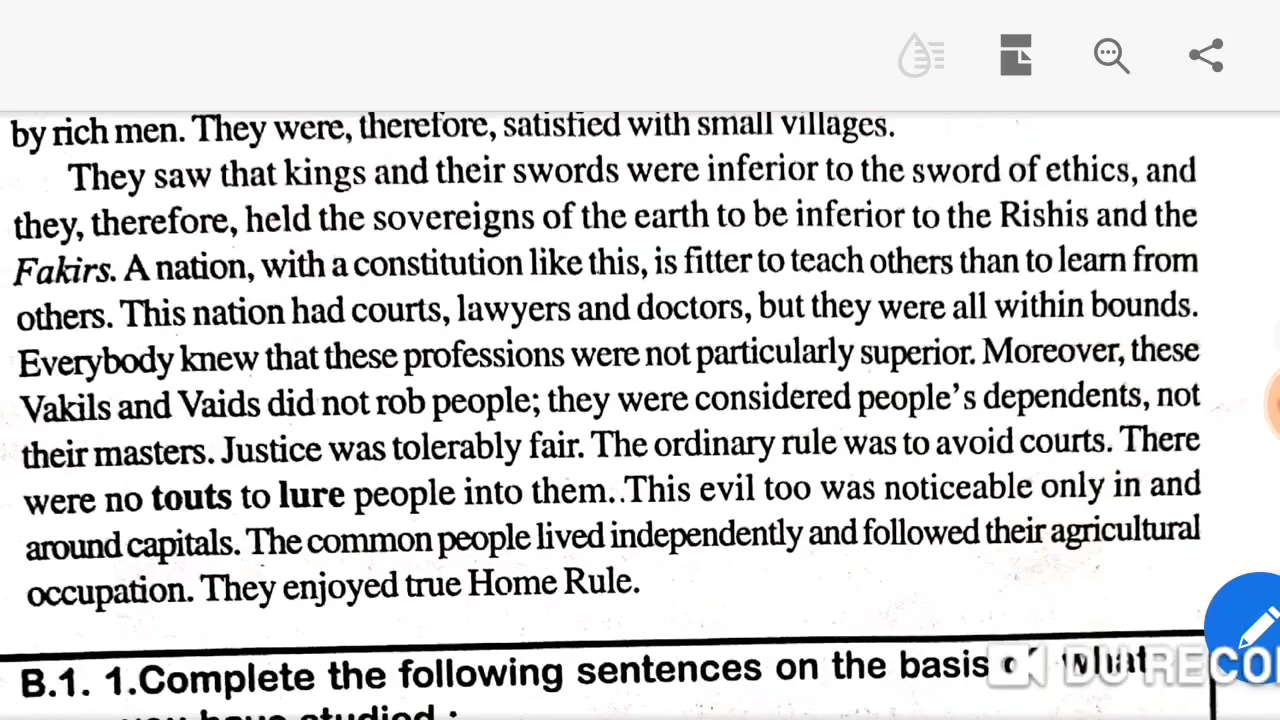 by rich men. They were, therefore, satisfied with small villages.
They saw that kings and their swords were inferior to the sword of ethics, and
they, therefore, held the sovereigns of the earth to be inferior to the Rishis and the
Fakirs. A nation, with a constitution like this, is fitter to teach others than to learn from
others. This nation had courts, lawyers and doctors, but they were all within bounds.
Everybody knew that these professions were not particularly superior. Moreover, these
Vakils and Vaids did not rob people; they were considered people's dependents, not
their masters. Justice was tolerably fair. The ordinary rule was to avoid courts. There
were no touts to lure people into them..This evil too was noticeable only in and
around capitals. The common people lived independently and followed their agricultural
occupation. They enjoyed true Home Rule.
B.1. 1.Complete the following sentences on the basis of what
you have studied :
DU RECO